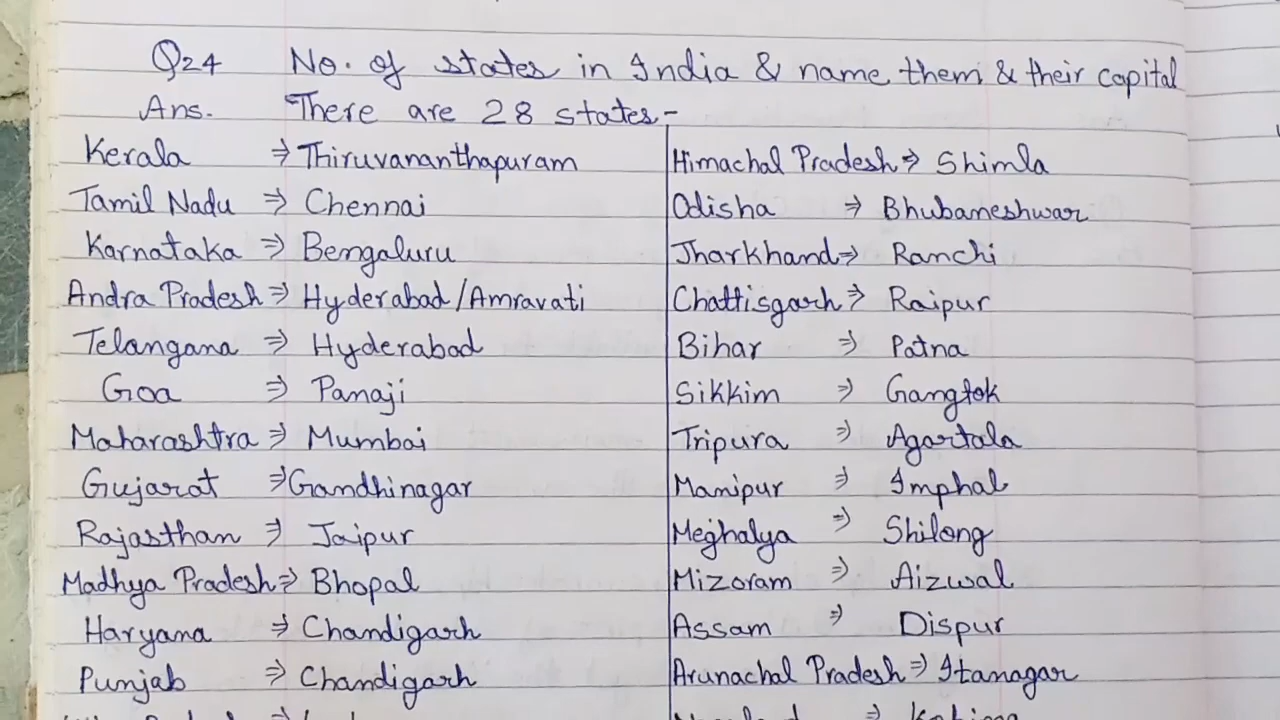 Q24 No. of states in India & name them & their capital
Ans. There are 28 states-
Kerala ⇒ Thiruvananthapuram
Tamil Nadu ⇒ Chennai
Karnataka ⇒ Bengaluru
Andra Pradesh ⇒ Hyderabad/Amravati
Telangana ⇒ Hyderabad
Goa ⇒ Panaji
Maharashtra ⇒ Mumbai
Gujarat ⇒ Gandhinagar
Rajasthan ⇒ Jaipur
Madhya Pradesh ⇒ Bhopal
Haryana ⇒ Chandigarh
Punjab ⇒ Chandigarh
Himachal Pradesh ⇒ Shimla
Odisha ⇒ Bhubaneshwar
Jharkhand ⇒ Ranchi
Chattisgarh ⇒ Raipur
Bihar ⇒ Patna
Sikkim ⇒ Gangtok
Tripura ⇒ Agartala
Manipur ⇒ Imphal
Meghalya ⇒ Shilong
Mizoram ⇒ Aizwal
Assam ⇒ Dispur
Arunachal Pradesh ⇒ Itanagar